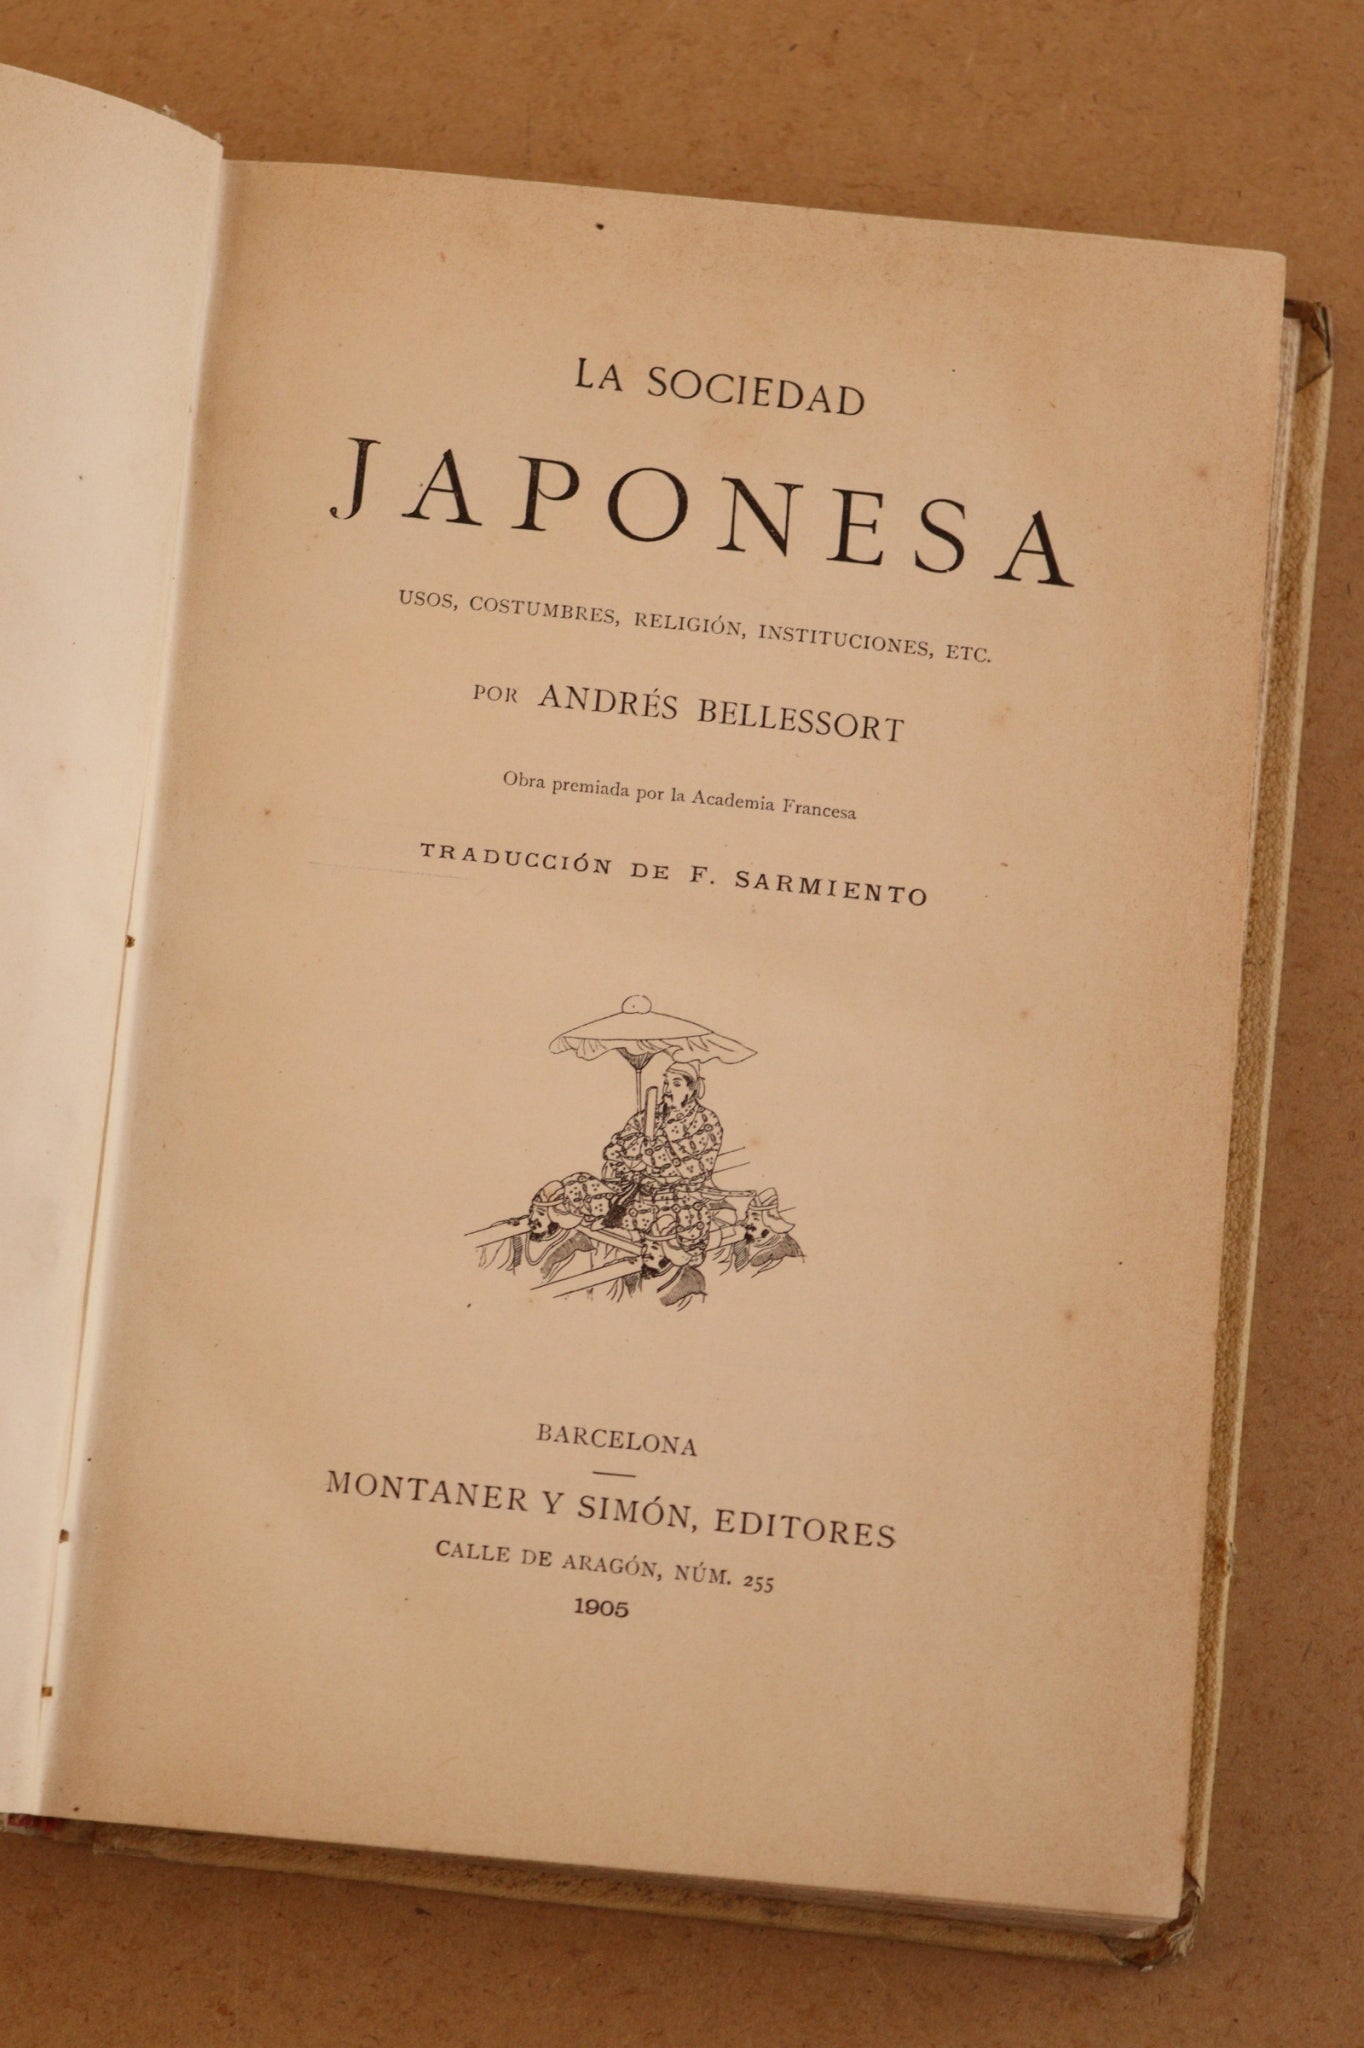 LA SOCIEDAD
JAPONESA
USOS, COSTUMBRES, RELIGIÓN, INSTITUCIONES, ETC.
POR ANDRÉS BELLESSORT
Obra premiada por la Academia Francesa
TRADUCCIÓN DE F. SARMIENTO
BARCELONA
MONTANER Y SIMÓN, EDITORES
CALLE DE ARAGÓN, NÚM. 255
1905